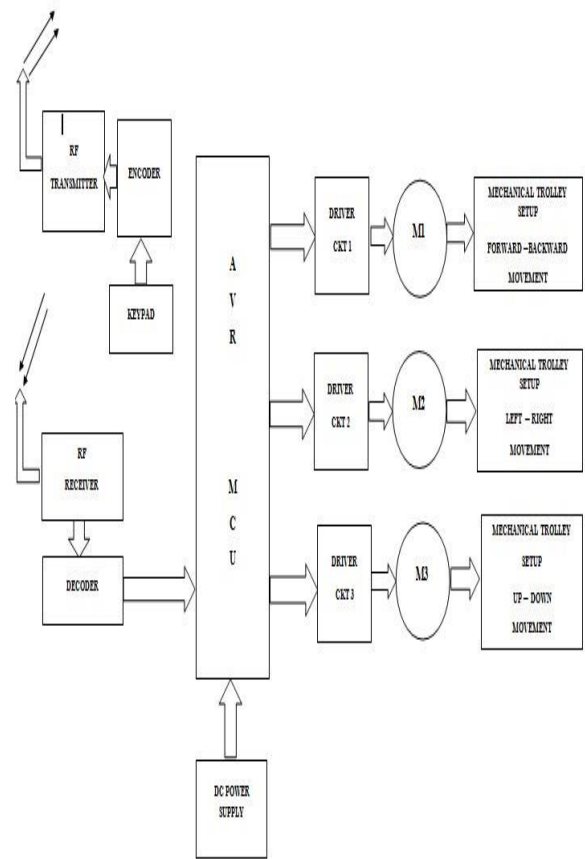 RF
TRANSMITTER
ENCODER
KEYPAD
RF
RECEIVER
DECODER
A
V
R
M
C
U
DC POWER
SUPPLY
DRIVER
CKT 1
M1
MECHANICAL TROLLEY
SETUP
FORWARD –BACKWARD
MOVEMENT
DRIVER
CKT 2
M2
MECHANICAL TROLLEY
SETUP
LEFT – RIGHT
MOVEMENT
DRIVER
CKT 3
M3
MECHANICAL TROLLEY
SETUP
UP – DOWN
MOVEMENT